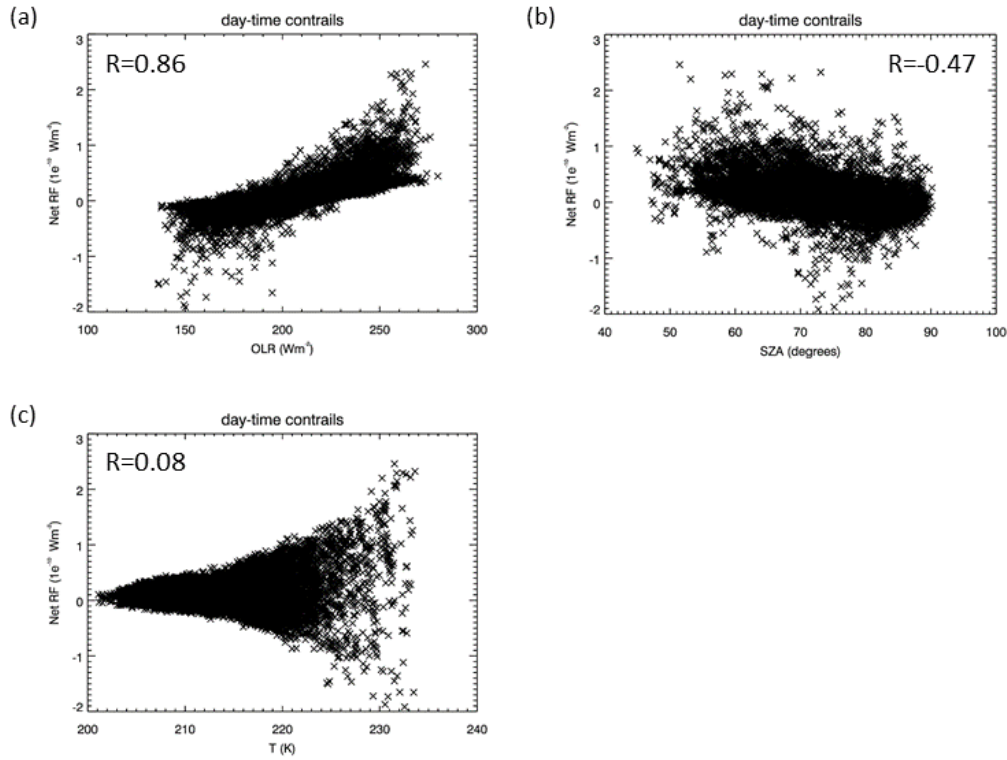 (a)
day-time contrails
R=0.86
3
2
1
0
-1
-2
Net RF (1e⁻¹⁰ Wm⁻²)
100 150 200 250 300
OLR (Wm⁻²)
(b)
day-time contrails
R=-0.47
3
2
1
0
-1
-2
Net RF (1e⁻¹⁰ Wm⁻²)
40 50 60 70 80 90 100
SZA (degrees)
(c)
day-time contrails
R=0.08
3
2
1
0
-1
-2
Net RF (1e⁻¹⁰ Wm⁻²)
200 210 220 230 240
T (K)